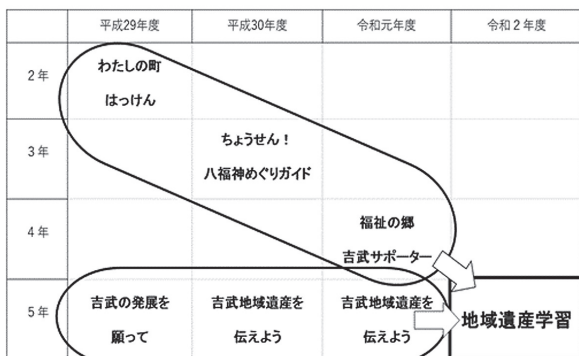 平成29年度 平成30年度 令和元年度 令和２年度
２年
わたしの町
はっけん
３年
ちょうせん！
八福神めぐりガイド
４年
福祉の郷
吉武サポーター
５年
吉武の発展を
願って
吉武地域遺産を
伝えよう
吉武地域遺産を
伝えよう
地域遺産学習